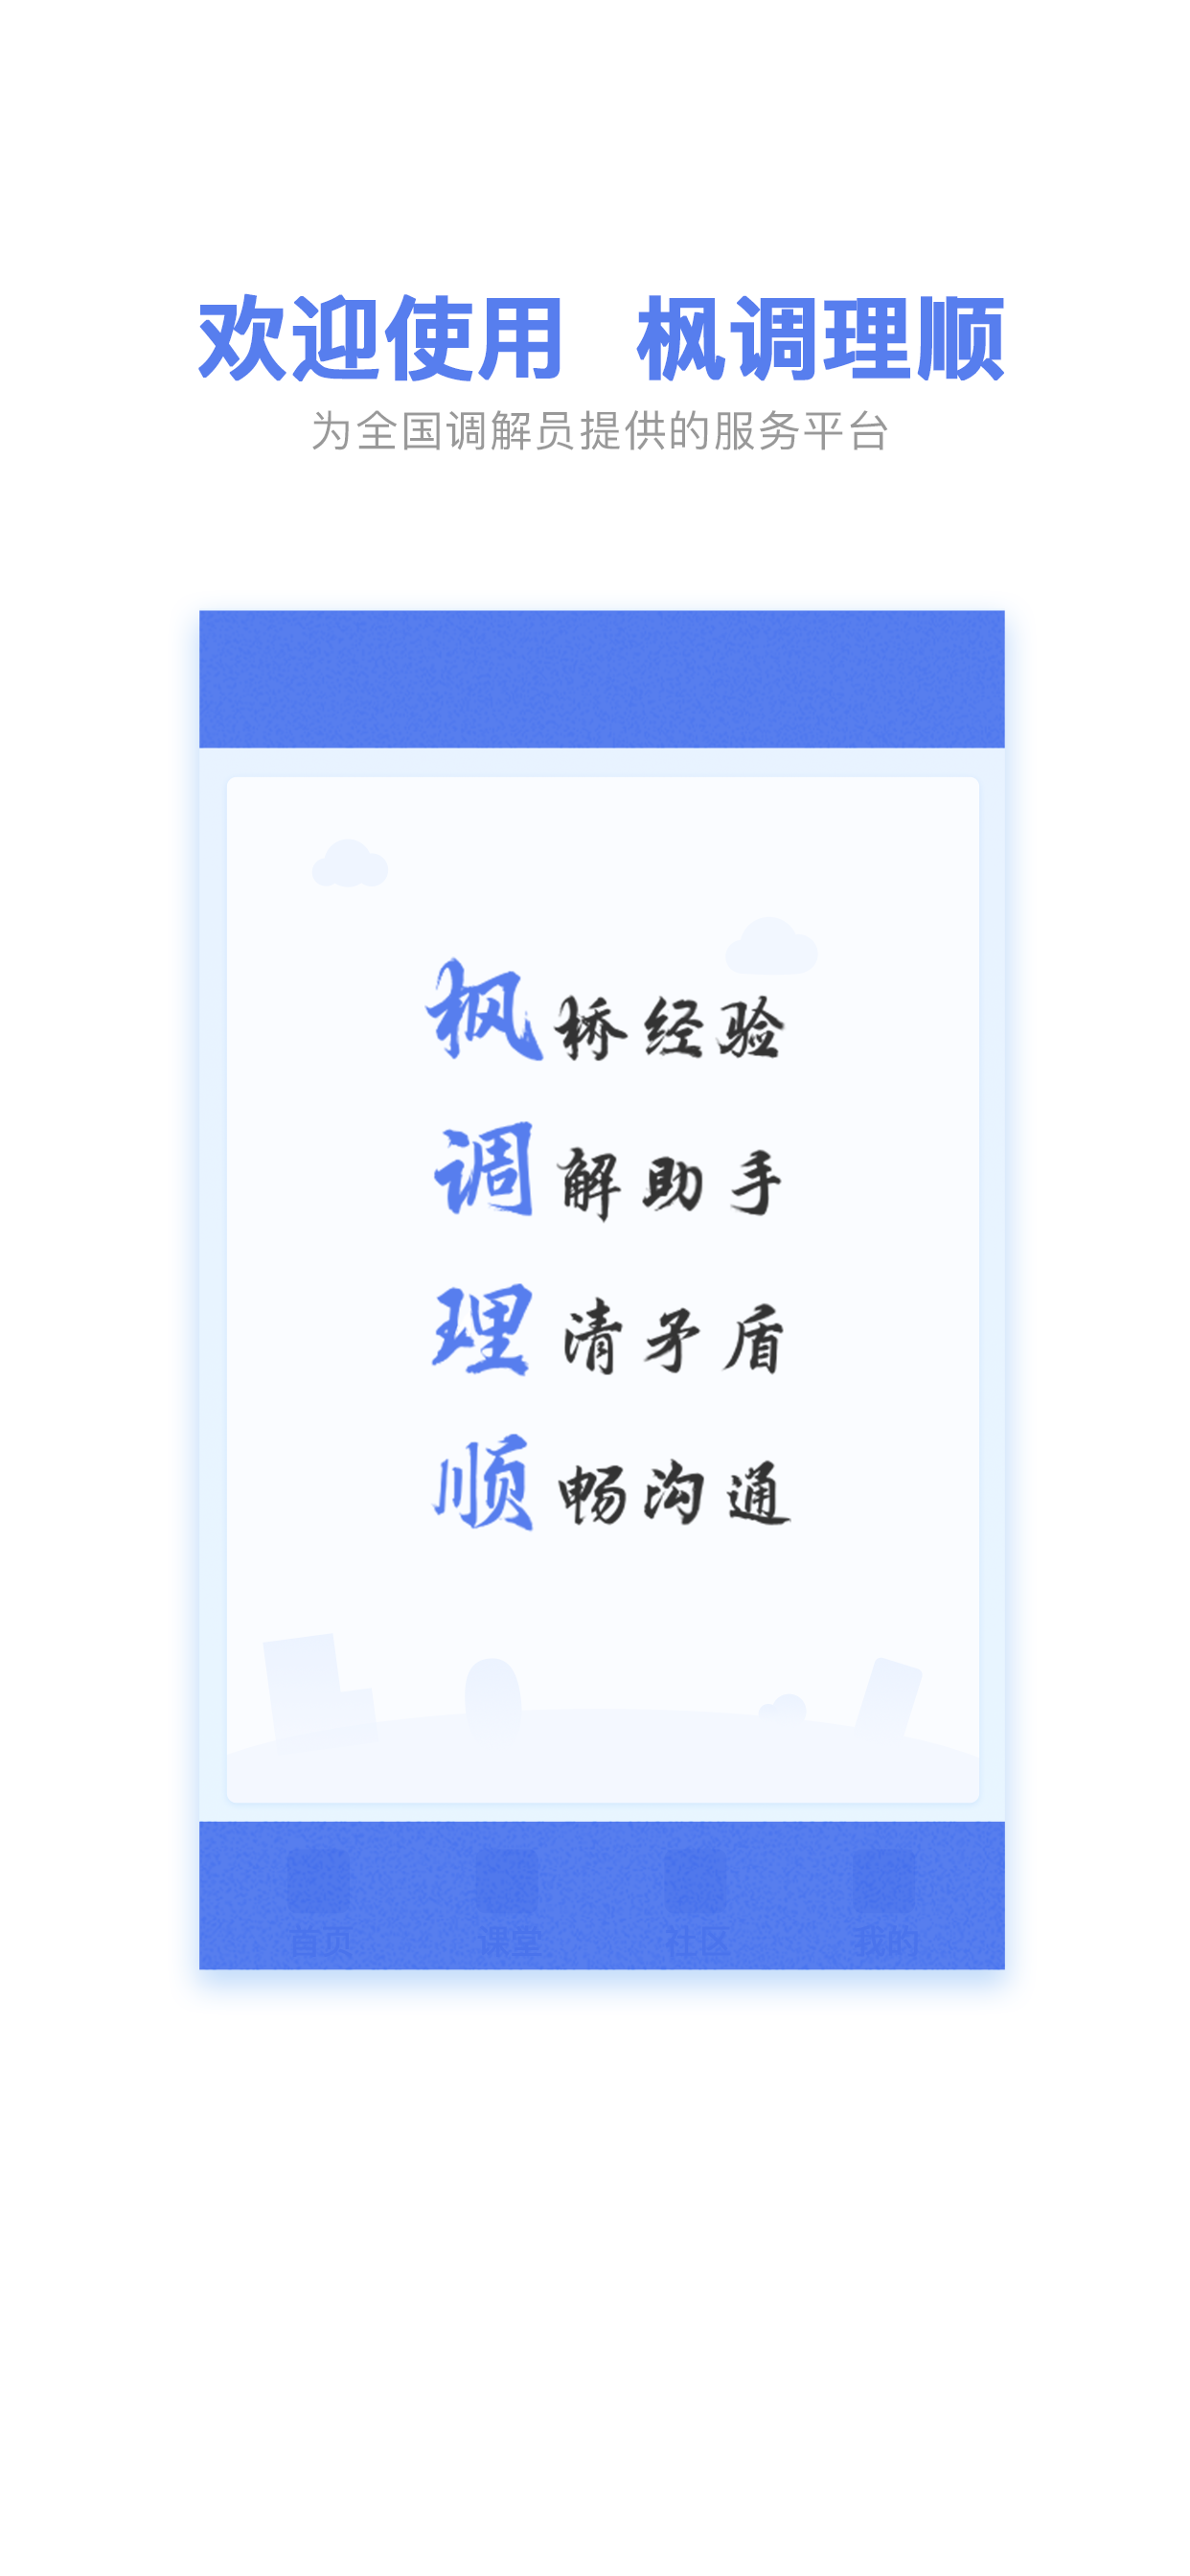 欢迎使用 枫调理顺
为全国调解员提供的服务平台
枫桥经验
调解助手
理清矛盾
顺畅沟通
首页 课堂 社区 我的